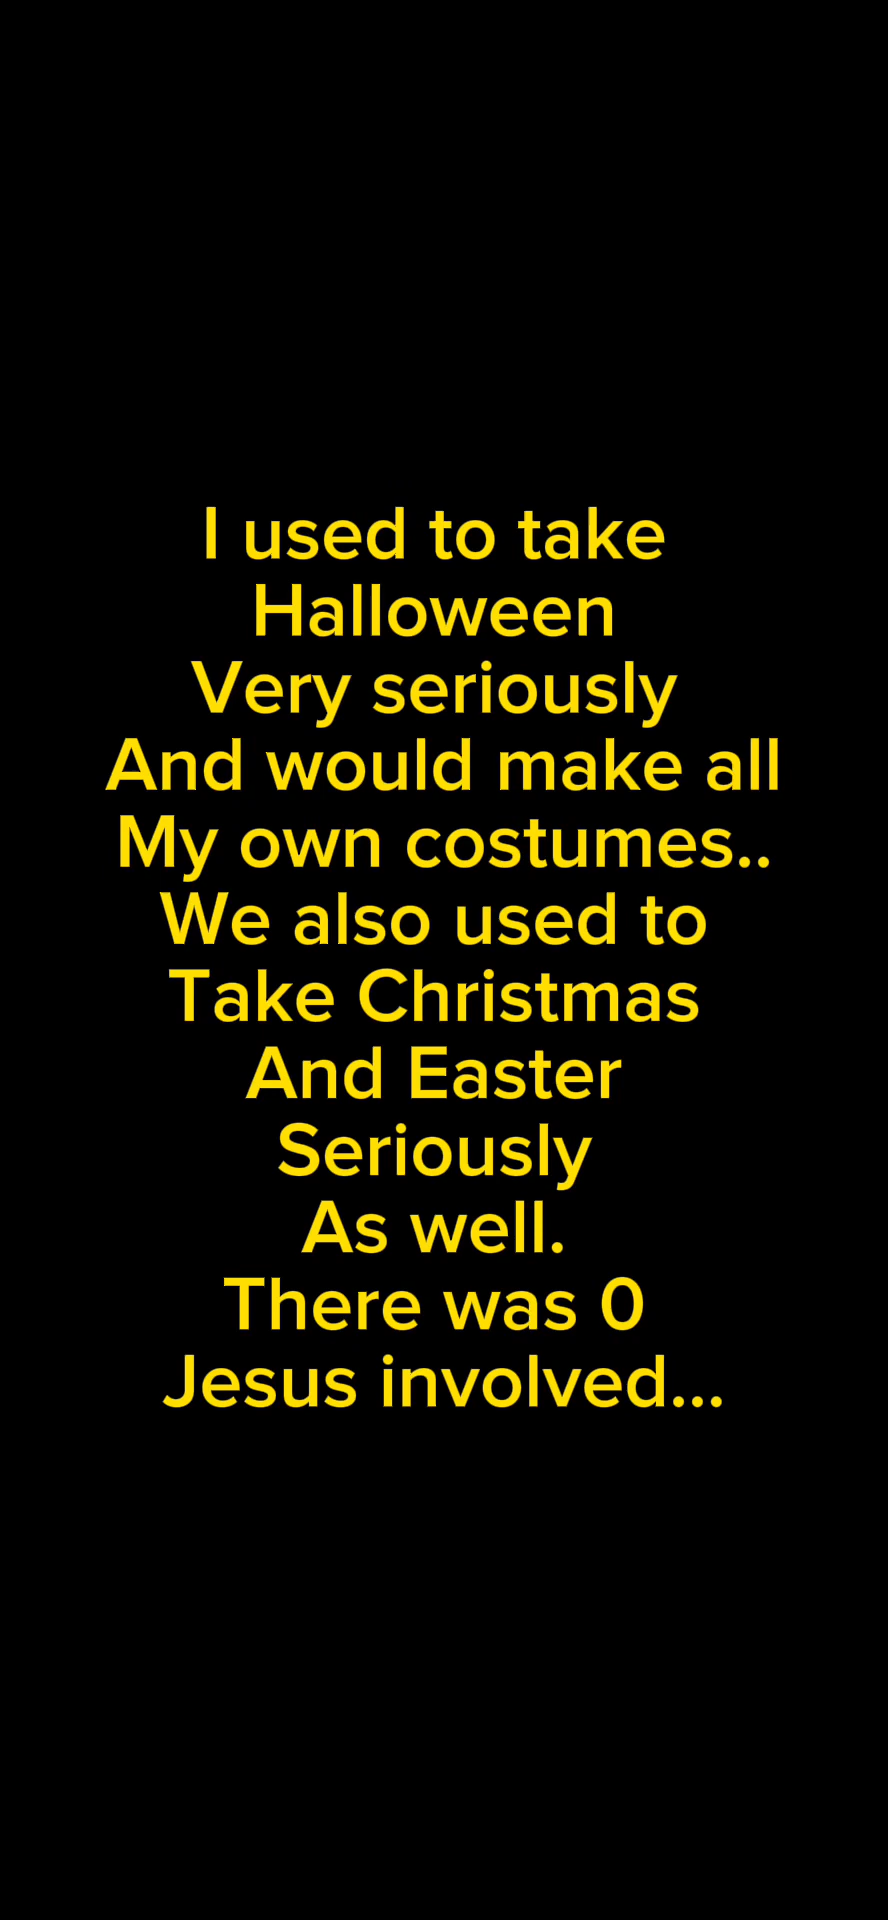 I used to take
Halloween
Very seriously
And would make all
My own costumes..
We also used to
Take Christmas
And Easter
Seriously
As well.
There was 0
Jesus involved...